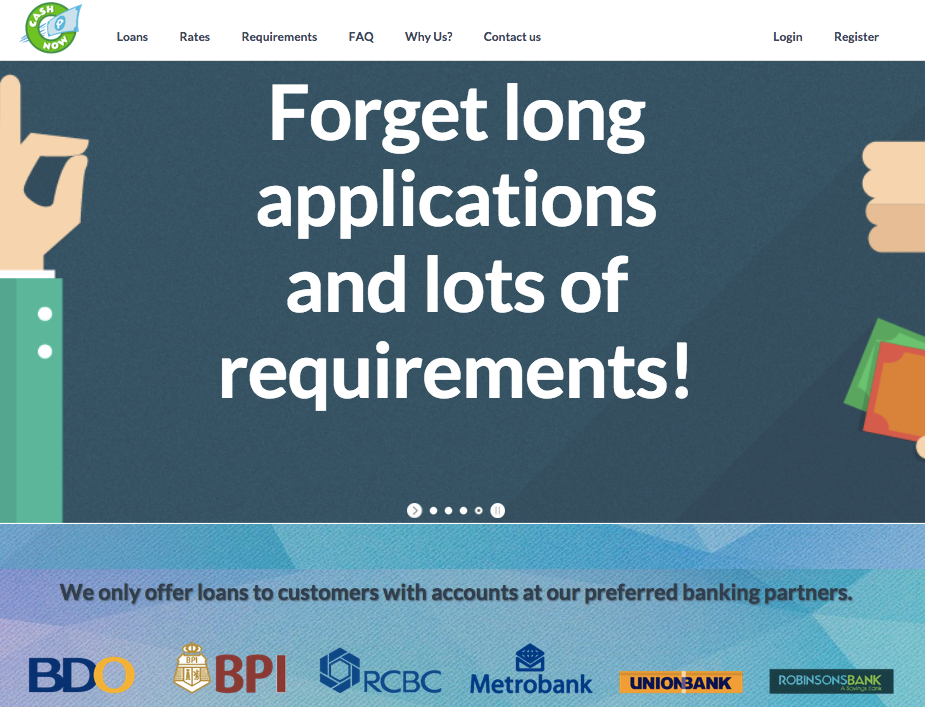 CASH
P
NOW
Loans Rates Requirements FAQ Why Us? Contact us Login Register
Forget long
applications
and lots of
requirements!
We only offer loans to customers with accounts at our preferred banking partners.
BDO BPI BPI RCBC Metrobank UNIONBANK ROBINSONSBANK
A Savings Bank